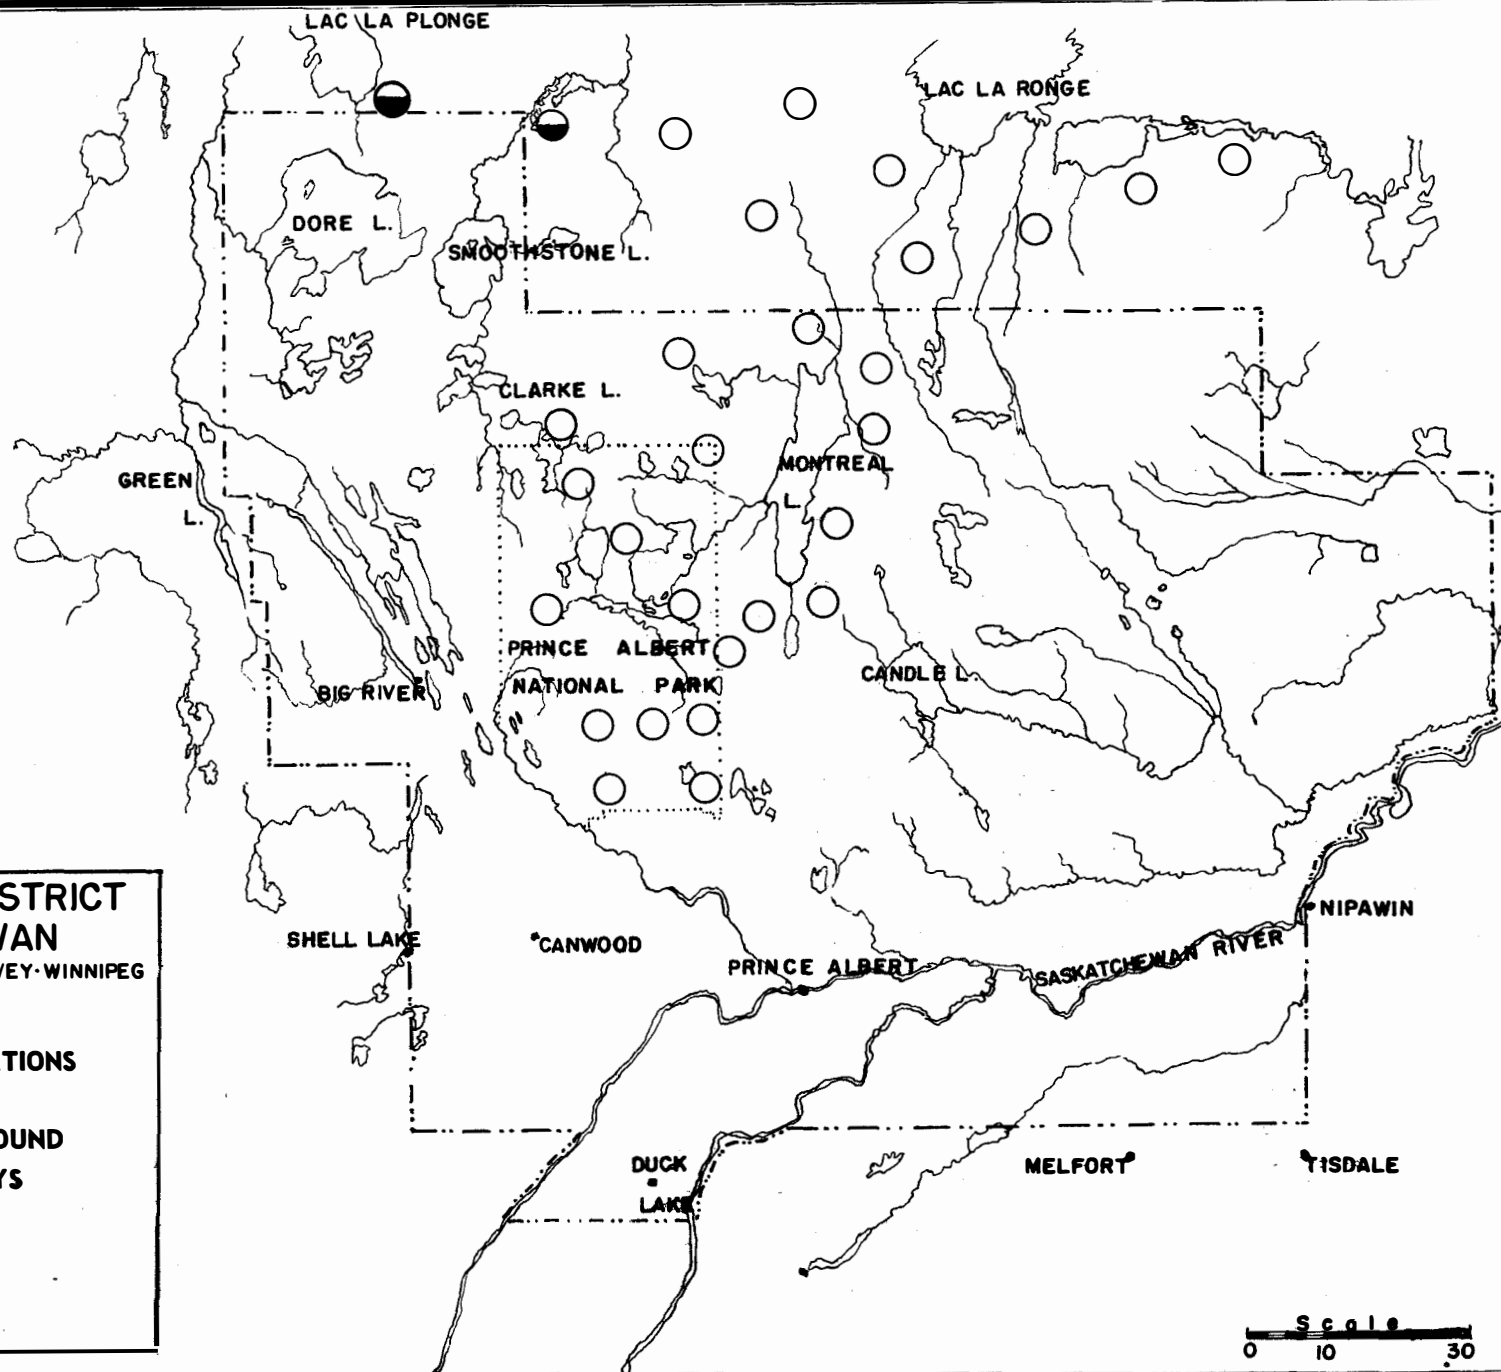 LAC LA PLONGE
LAC LA RONGE
DORE L.
SMOOTHSTONE L.
CLARKE L.
MONTREAL
L.
GREEN
L.
PRINCE ALBERT
NATIONAL PARK
BIG RIVER
CANDLE L.
STRICT
WAN
VEY·WINNIPEG
TIONS
OUND
YS
SHELL LAKE
CANWOOD
PRINCE ALBERT
SASKATCHEWAN RIVER
NIPAWIN
DUCK
LAKE
MELFORT
TISDALE
Scale
0 10 30